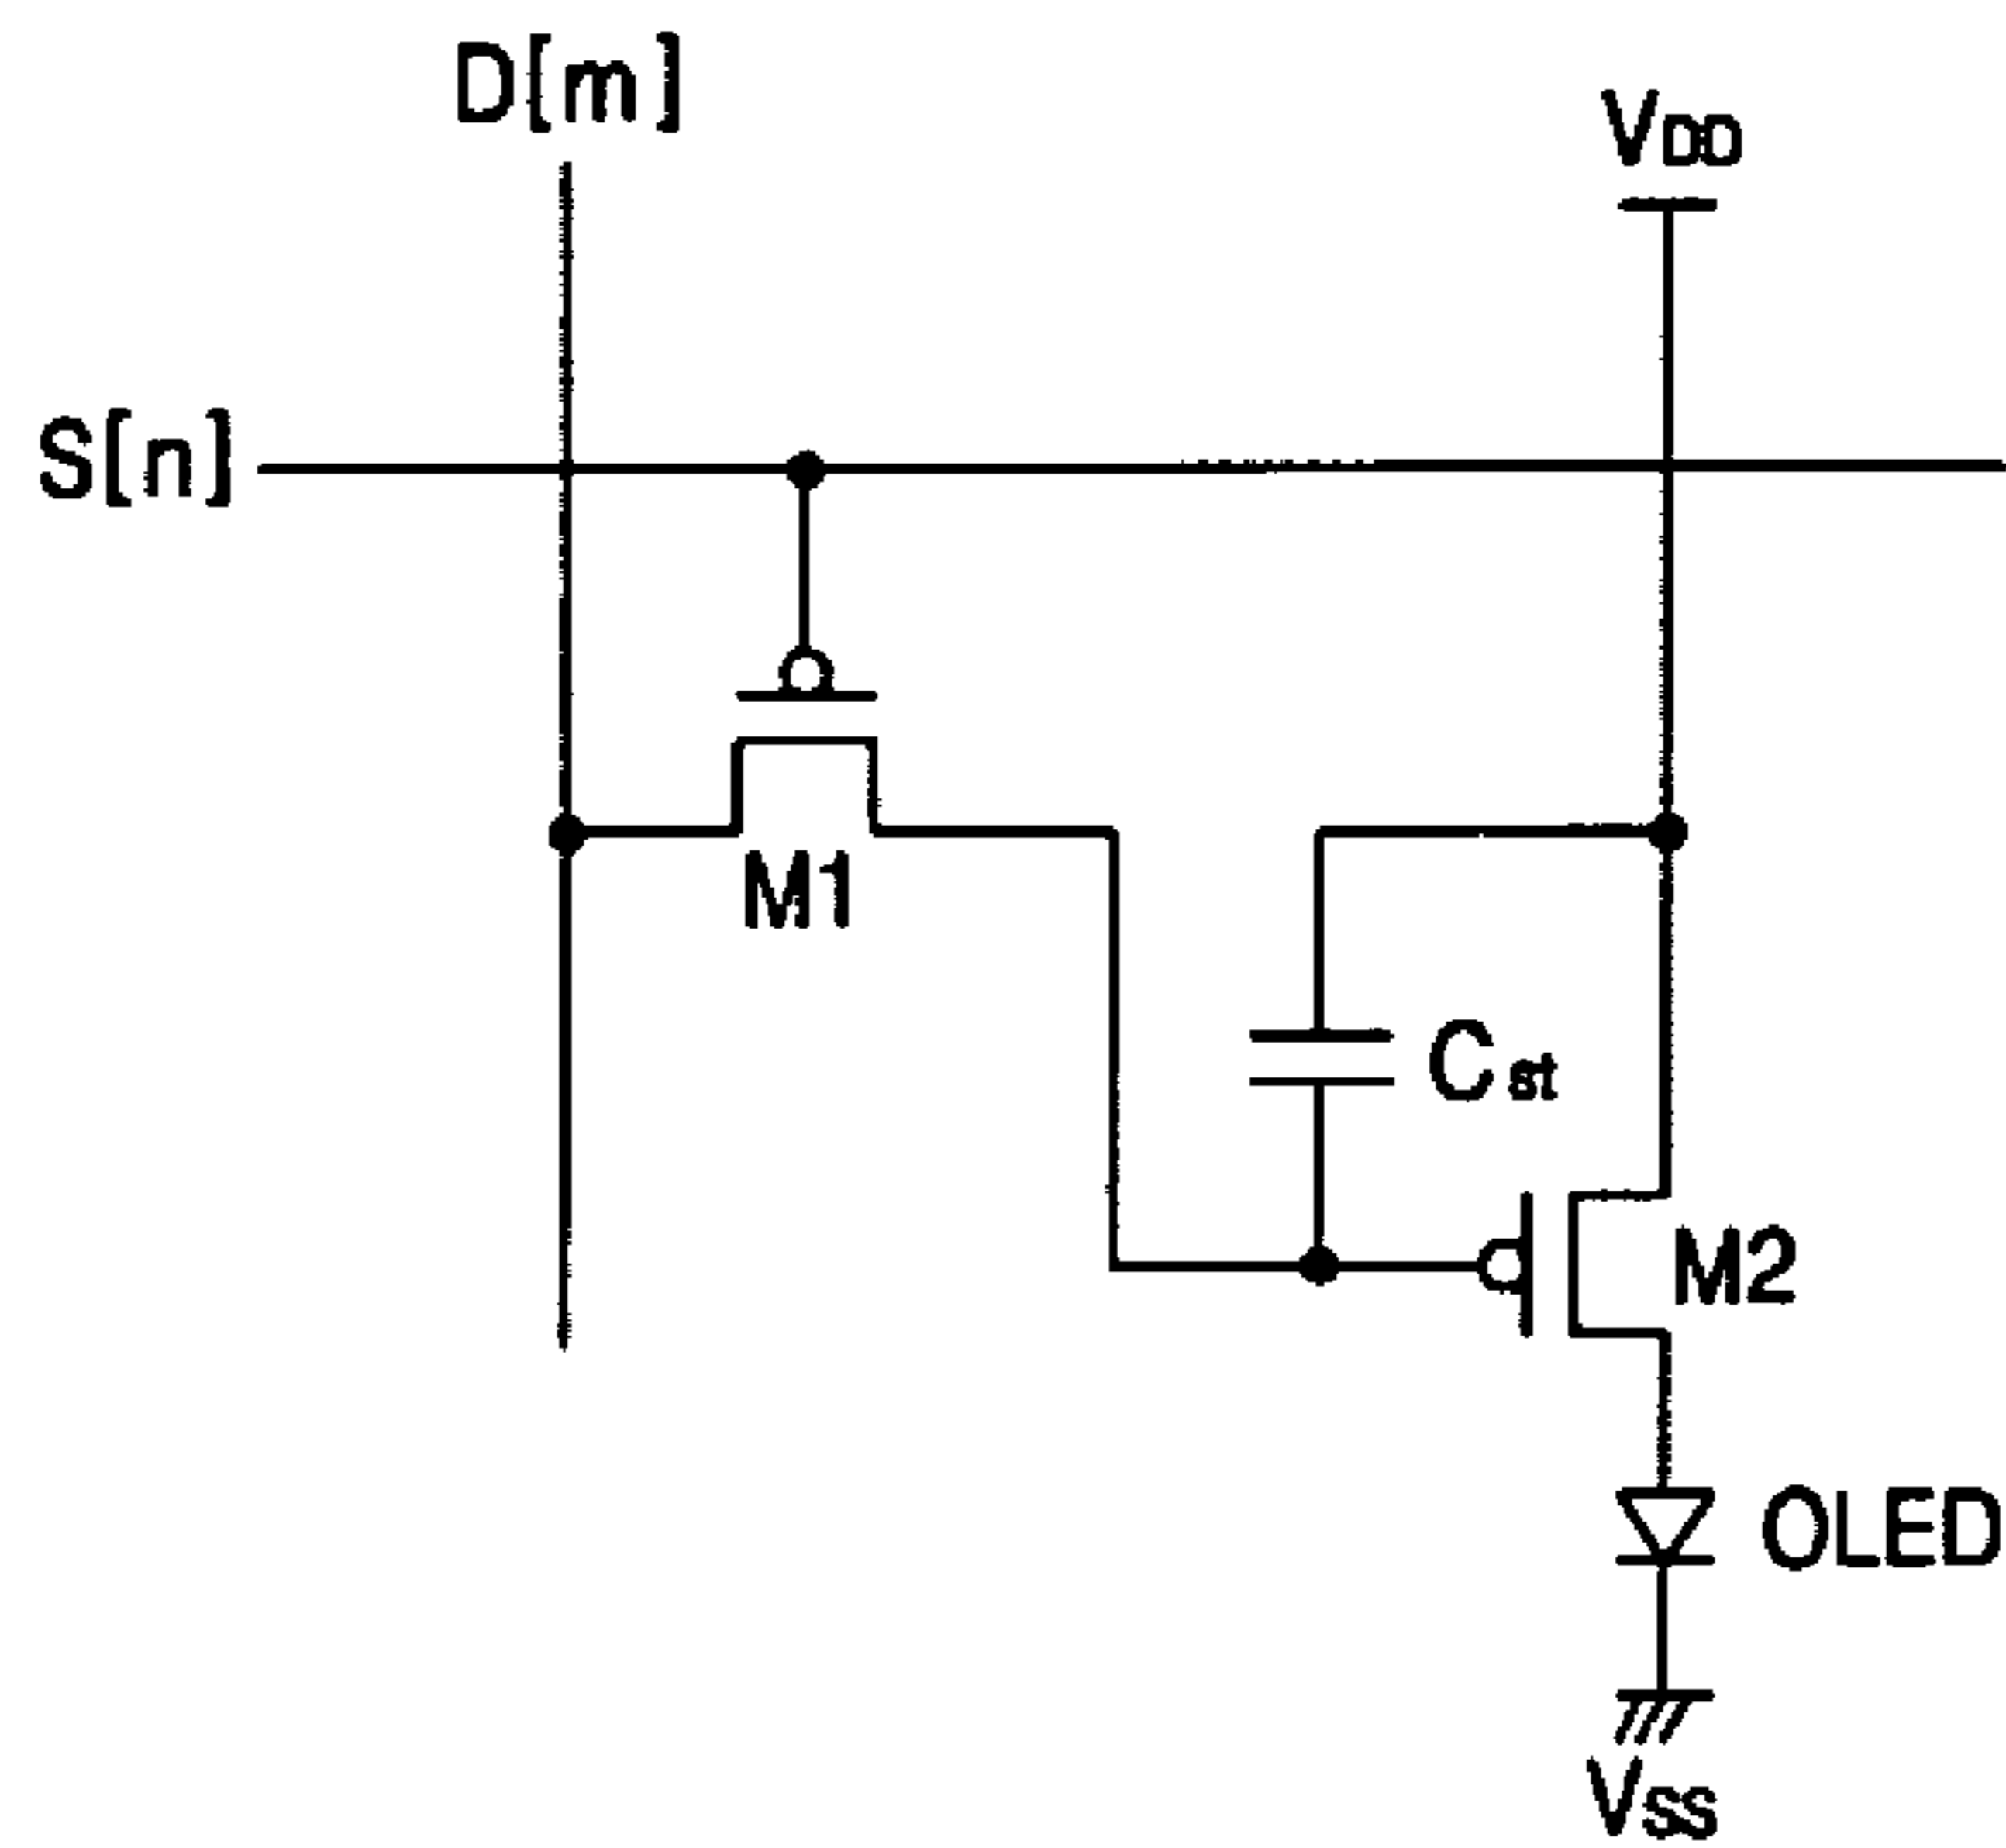 D[m]
VDD
S[n]
M1
Cst
M2
OLED
VSS